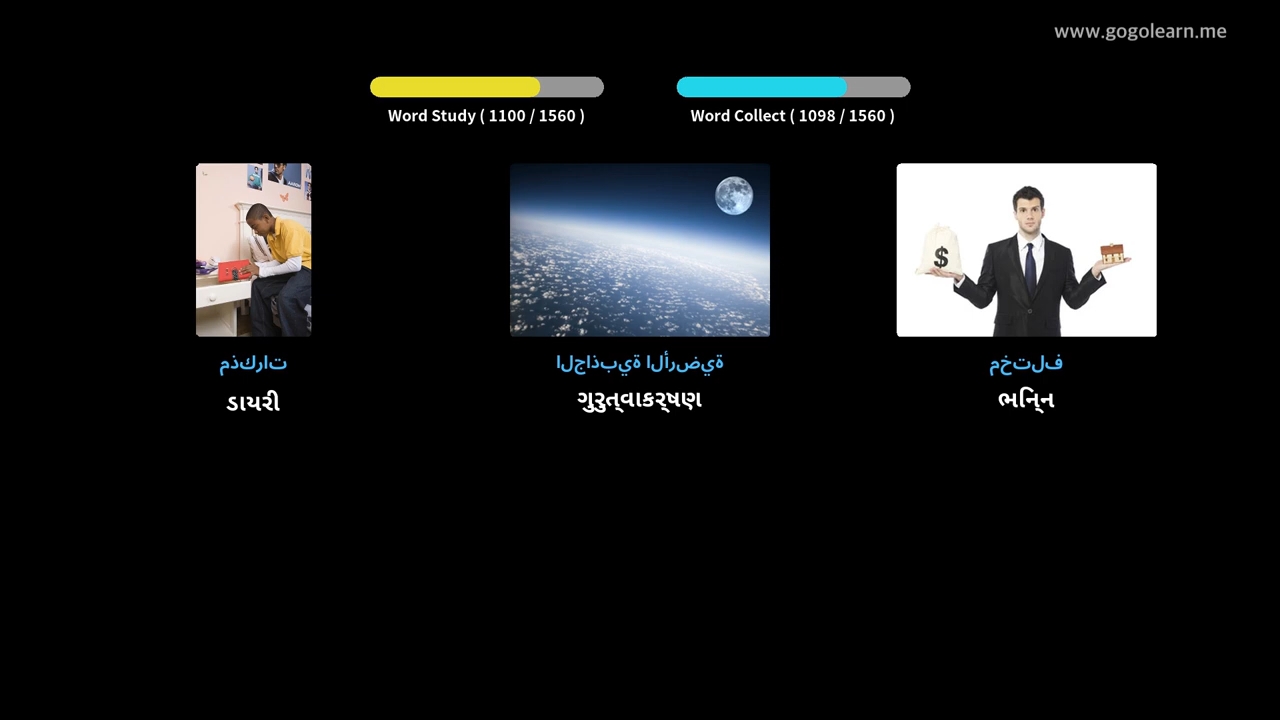 www.gogolearn.me
Word Study ( 1100 / 1560 )
Word Collect ( 1098 / 1560 )
مذكرات
الجاذبية الأرضية
مختلف
ડાયરી
ગુરુત્વાકર્ષણ
ભિન્ન